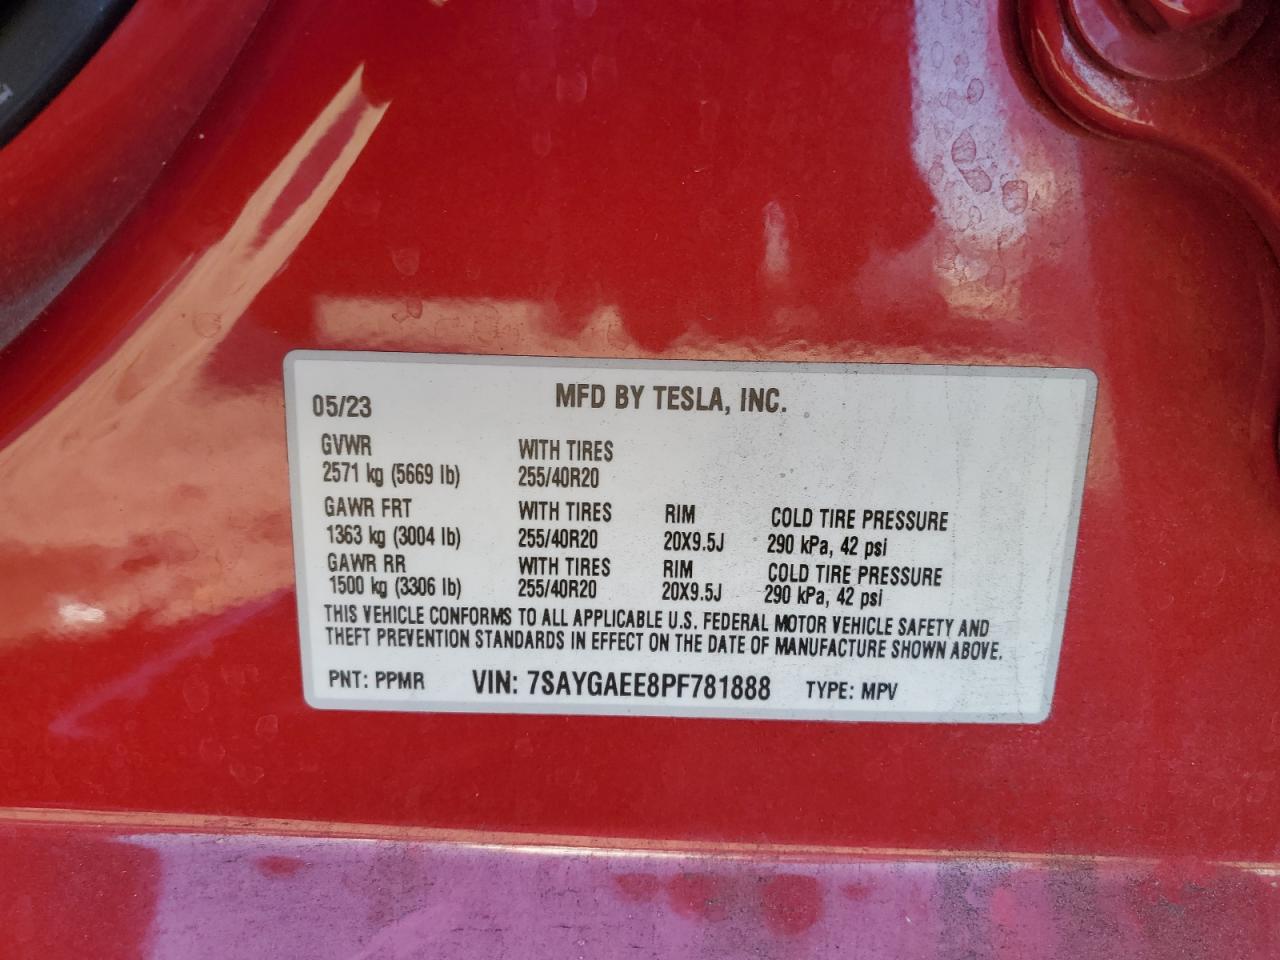 05/23 MFD BY TESLA, INC.
GVWR WITH TIRES
2571 kg (5669 lb) 255/40R20
GAWR FRT WITH TIRES RIM COLD TIRE PRESSURE
1363 kg (3004 lb) 255/40R20 20X9.5J 290 kPa, 42 psi
GAWR RR WITH TIRES RIM COLD TIRE PRESSURE
1500 kg (3306 lb) 255/40R20 20X9.5J 290 kPa, 42 psi
THIS VEHICLE CONFORMS TO ALL APPLICABLE U.S. FEDERAL MOTOR VEHICLE SAFETY AND
THEFT PREVENTION STANDARDS IN EFFECT ON THE DATE OF MANUFACTURE SHOWN ABOVE.
PNT: PPMR VIN: 7SAYGAEE8PF781888 TYPE: MPV